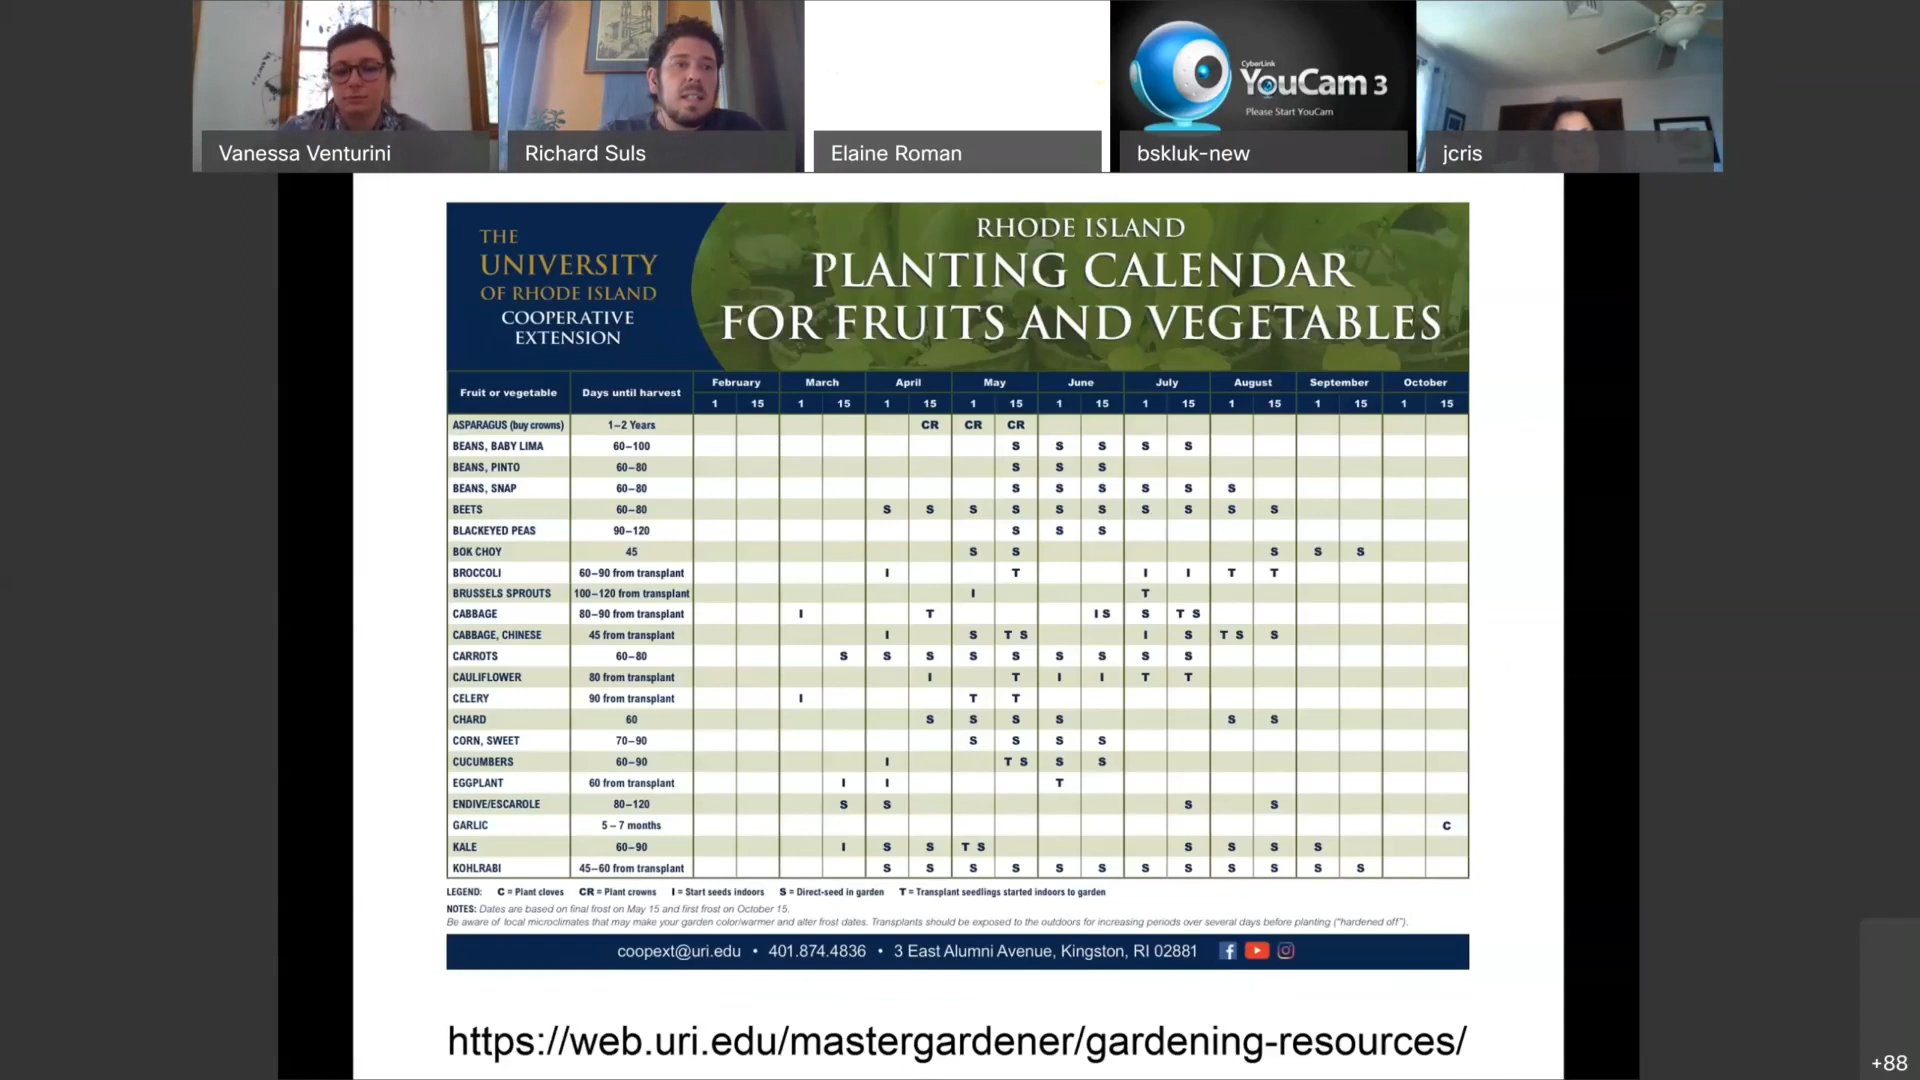 CyberLink
YouCam 3
Please Start YouCam
Vanessa Venturini
Richard Suls
Elaine Roman
bskluk-new
jcris
THE
UNIVERSITY
OF RHODE ISLAND
COOPERATIVE
EXTENSION
RHODE ISLAND
PLANTING CALENDAR
FOR FRUITS AND VEGETABLES
Fruit or vegetable Days until harvest February March April May June July August September October
1 15 1 15 1 15 1 15 1 15 1 15 1 15 1 15 1 15
ASPARAGUS (buy crowns) 1–2 Years CR CR CR
BEANS, BABY LIMA 60–100 S S S S S
BEANS, PINTO 60–80 S S S
BEANS, SNAP 60–80 S S S S S S
BEETS 60–80 S S S S S S S S S S
BLACKEYED PEAS 90–120 S S S
BOK CHOY 45 S S S S S
BROCCOLI 60–90 from transplant I T I I T T
BRUSSELS SPROUTS 100–120 from transplant I T
CABBAGE 80–90 from transplant I T I S S T S
CABBAGE, CHINESE 45 from transplant I S T S I S T S S
CARROTS 60–80 S S S S S S S S S
CAULIFLOWER 80 from transplant I T I I T T
CELERY 90 from transplant I T T
CHARD 60 S S S S S S
CORN, SWEET 70–90 S S S S
CUCUMBERS 60–90 I T S S S
EGGPLANT 60 from transplant I I T
ENDIVE/ESCAROLE 80–120 S S S S
GARLIC 5 – 7 months C
KALE 60–90 I S S T S S S S S
KOHLRABI 45–60 from transplant S S S S S S S S S S S S
LEGEND: C = Plant cloves CR = Plant crowns I = Start seeds indoors S = Direct-seed in garden T = Transplant seedlings started indoors to garden
NOTES: Dates are based on final frost on May 15 and first frost on October 15.
Be aware of local microclimates that may make your garden color/warmer and alter frost dates. Transplants should be exposed to the outdoors for increasing periods over several days before planting ("hardened off").
coopext@uri.edu • 401.874.4836 • 3 East Alumni Avenue, Kingston, RI 02881
https://web.uri.edu/mastergardener/gardening-resources/
+88